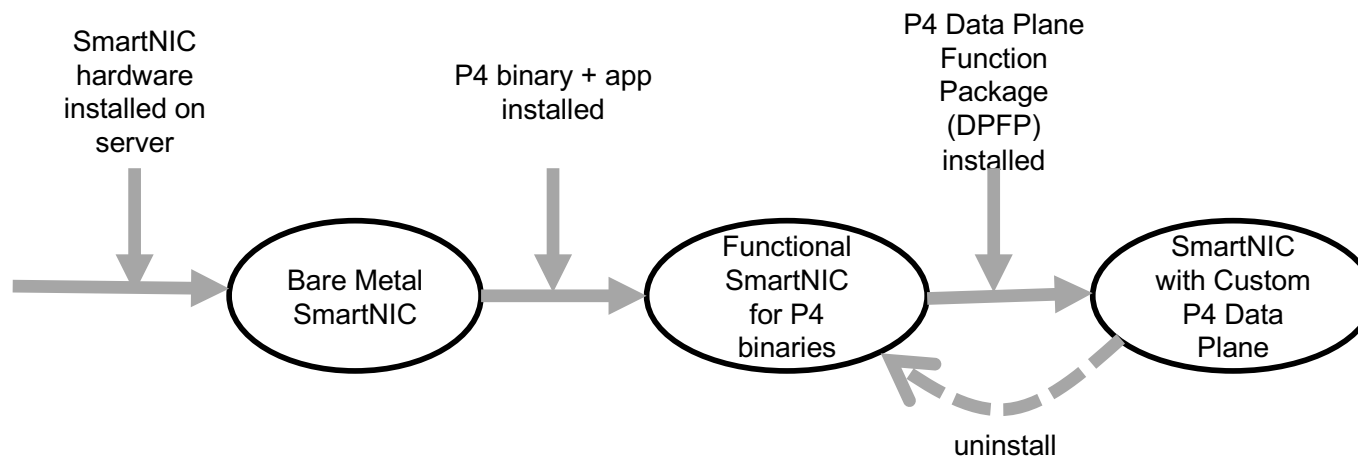 SmartNIC
hardware
installed on
server
P4 binary + app
installed
P4 Data Plane
Function
Package
(DPFP)
installed
Bare Metal
SmartNIC
Functional
SmartNIC
for P4
binaries
SmartNIC
with Custom
P4 Data
Plane
uninstall